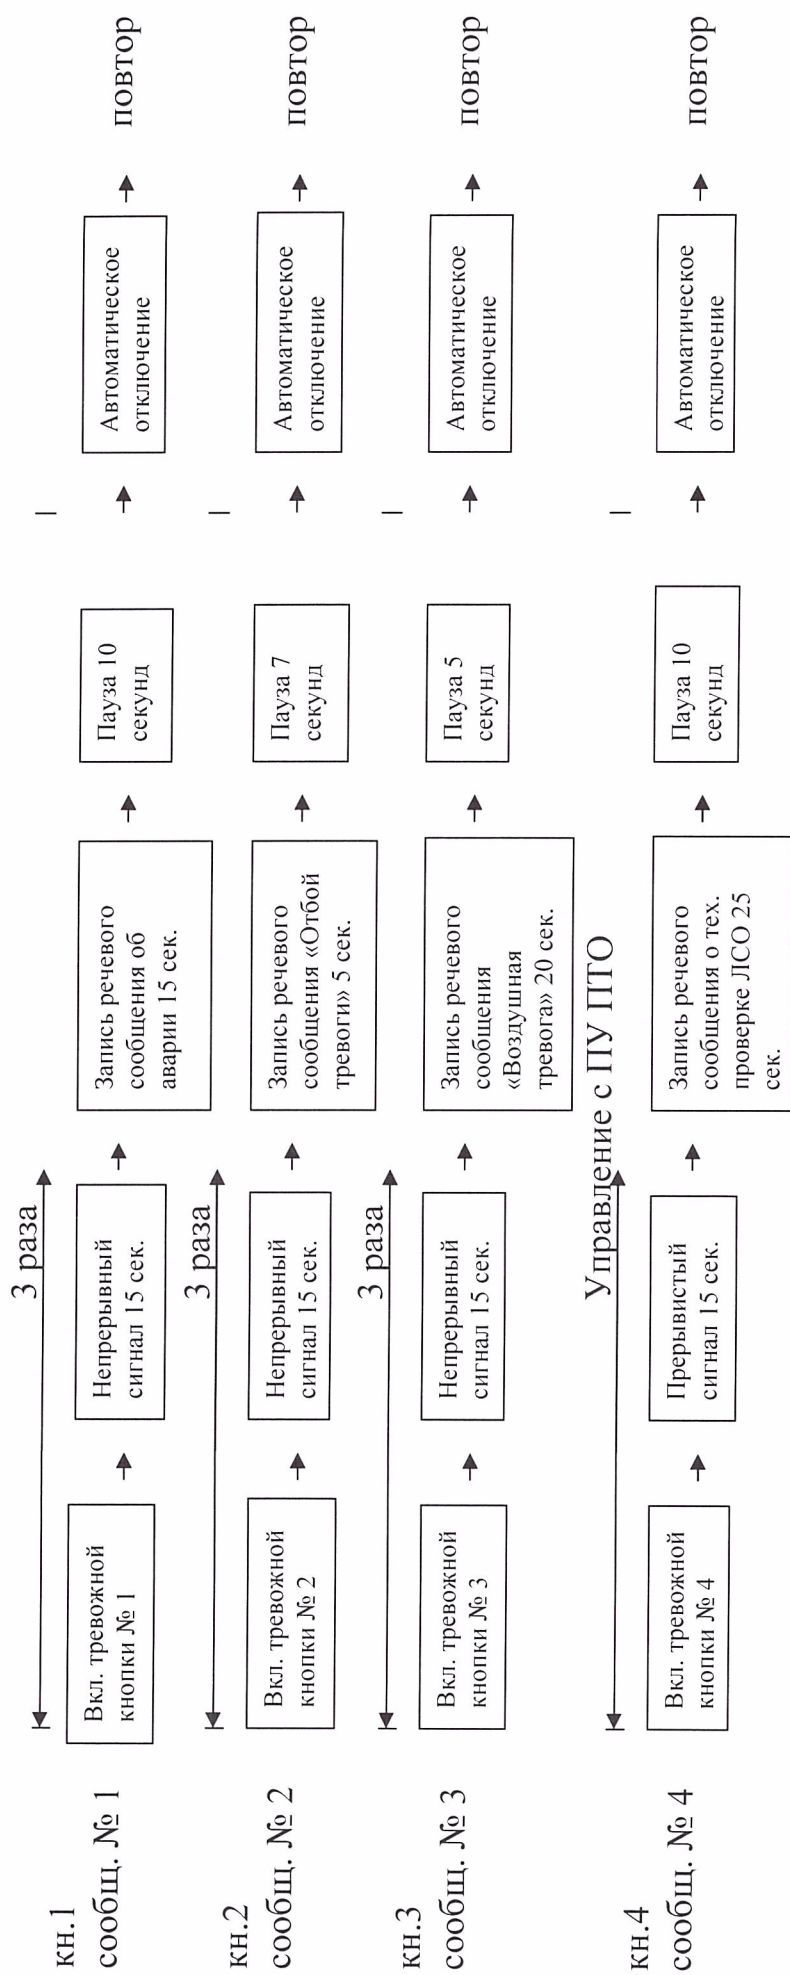 3 раза
кн.1
сообщ. № 1
Вкл. тревожной
кнопки № 1
Непрерывный
сигнал 15 сек.
Запись речевого
сообщения об
аварии 15 сек.
Пауза 10
секунд
Автоматическое
отключение
повтор
3 раза
кн.2
сообщ. № 2
Вкл. тревожной
кнопки № 2
Непрерывный
сигнал 15 сек.
Запись речевого
сообщения «Отбой
тревоги» 5 сек.
Пауза 7
секунд
Автоматическое
отключение
повтор
3 раза
кн.3
сообщ. № 3
Вкл. тревожной
кнопки № 3
Непрерывный
сигнал 15 сек.
Запись речевого
сообщения
«Воздушная
тревога» 20 сек.
Пауза 5
секунд
Автоматическое
отключение
повтор
Управление с ПУ ПТО
кн.4
сообщ. № 4
Вкл. тревожной
кнопки № 4
Прерывистый
сигнал 15 сек.
Запись речевого
сообщения о тех.
проверке ЛСО 25
сек.
Пауза 10
секунд
Автоматическое
отключение
повтор